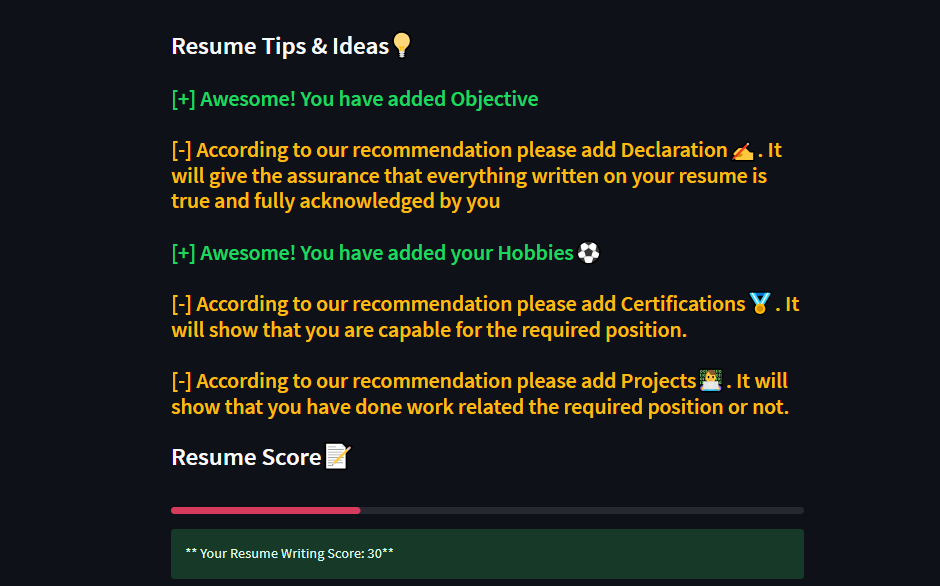 Resume Tips & Ideas💡
[+] Awesome! You have added Objective
[-] According to our recommendation please add Declaration ✍. It
will give the assurance that everything written on your resume is
true and fully acknowledged by you
[+] Awesome! You have added your Hobbies ⚽
[-] According to our recommendation please add Certifications 🏅. It
will show that you are capable for the required position.
[-] According to our recommendation please add Projects 👨‍💻. It will
show that you have done work related the required position or not.
Resume Score📝
** Your Resume Writing Score: 30**